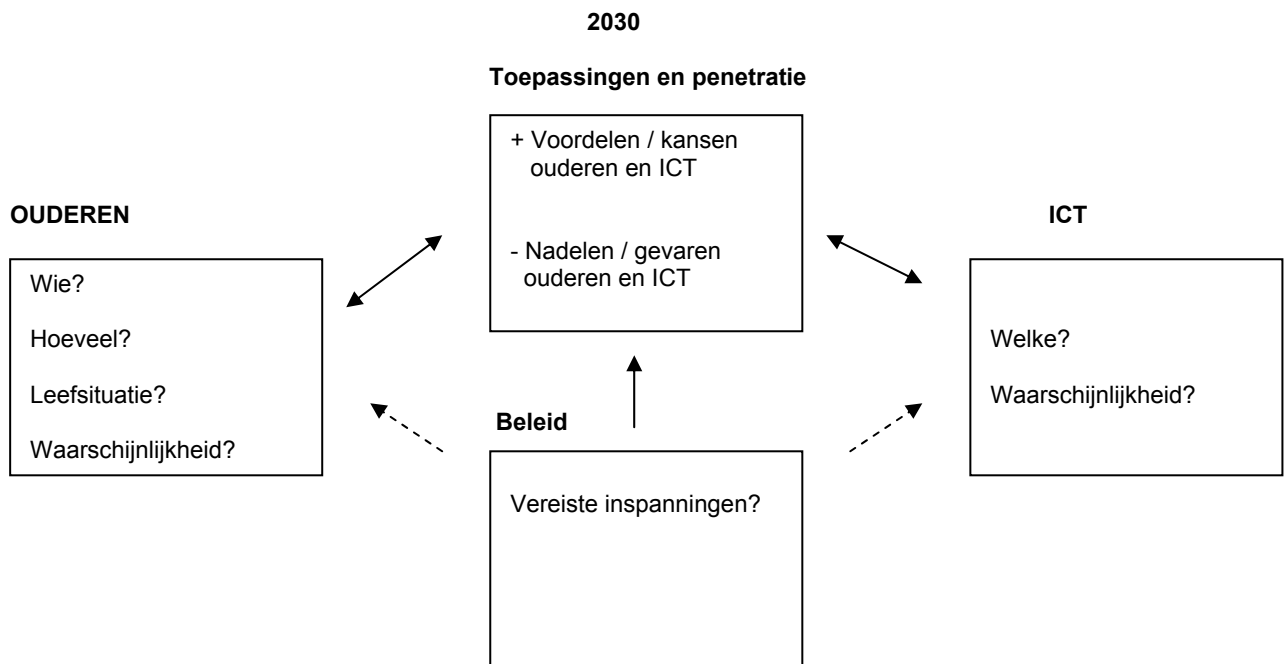 2030
Toepassingen en penetratie
+ Voordelen / kansen
ouderen en ICT
- Nadelen / gevaren
ouderen en ICT
OUDEREN
Wie?
Hoeveel?
Leefsituatie?
Waarschijnlijkheid?
ICT
Welke?
Waarschijnlijkheid?
Beleid
Vereiste inspanningen?